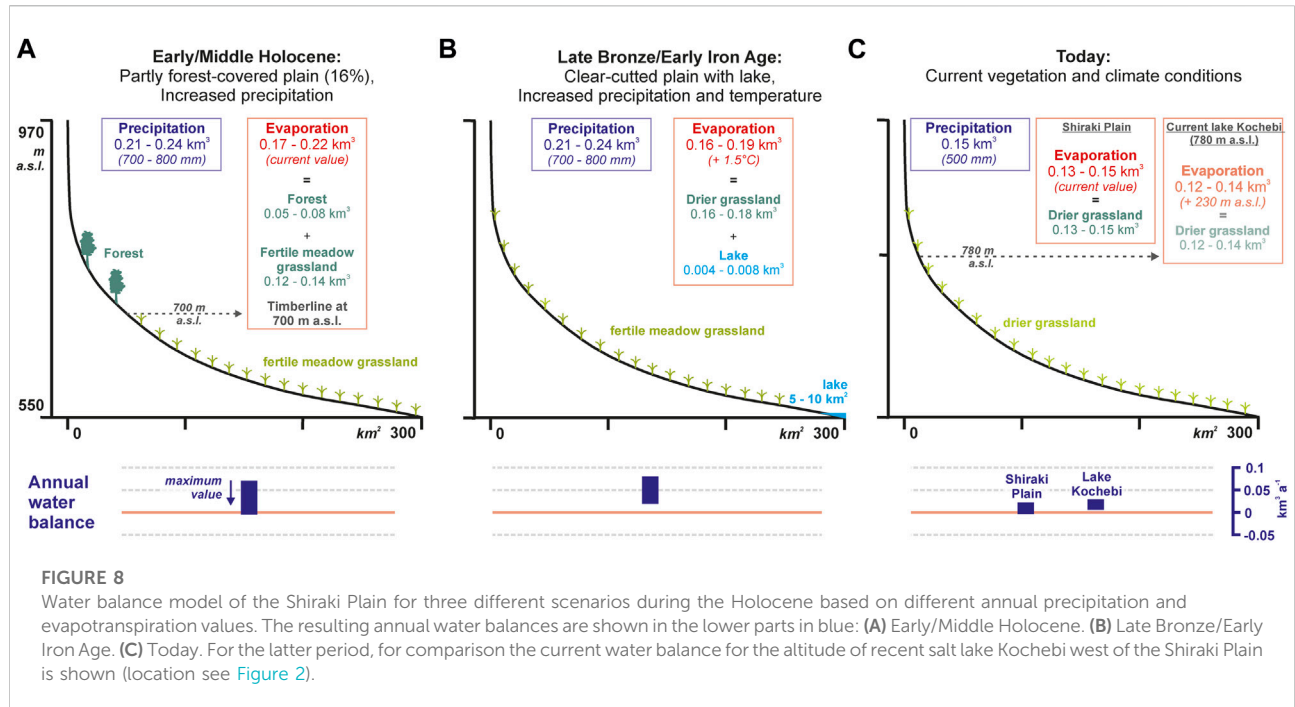 A
Early/Middle Holocene:
Partly forest-covered plain (16%),
Increased precipitation
970
m
a.s.l.
Precipitation
0.21 - 0.24 km³
(700 - 800 mm)
Evaporation
0.17 - 0.22 km³
(current value)
=
Forest
0.05 - 0.08 km³
+
Fertile meadow
grassland
0.12 - 0.14 km³
Timberline at
700 m a.s.l.
Forest
700 m
a.s.l.
fertile meadow grassland
550
0
km²
300
B
Late Bronze/Early Iron Age:
Clear-cutted plain with lake,
Increased precipitation and temperature
Precipitation
0.21 - 0.24 km³
(700 - 800 mm)
Evaporation
0.16 - 0.19 km³
(+ 1.5°C)
=
Drier grassland
0.16 - 0.18 km³
+
Lake
0.004 - 0.008 km³
fertile meadow grassland
lake
5 - 10 km²
0
km²
300
C
Today:
Current vegetation and climate conditions
Precipitation
0.15 km³
(500 mm)
Shiraki Plain
Evaporation
0.13 - 0.15 km³
(current value)
=
Drier grassland
0.13 - 0.15 km³
Current lake Kochebi
(780 m a.s.l.)
Evaporation
0.12 - 0.14 km³
(+ 230 m a.s.l.)
=
Drier grassland
0.12 - 0.14 km³
780 m
a.s.l.
drier grassland
0
km²
300
Annual
water
balance
maximum
value
Shiraki
Plain
Lake
Kochebi
0.1
0.05
0
-0.05
km³ a⁻¹
FIGURE 8
Water balance model of the Shiraki Plain for three different scenarios during the Holocene based on different annual precipitation and
evapotranspiration values. The resulting annual water balances are shown in the lower parts in blue: (A) Early/Middle Holocene. (B) Late Bronze/Early
Iron Age. (C) Today. For the latter period, for comparison the current water balance for the altitude of recent salt lake Kochebi west of the Shiraki Plain
is shown (location see Figure 2).